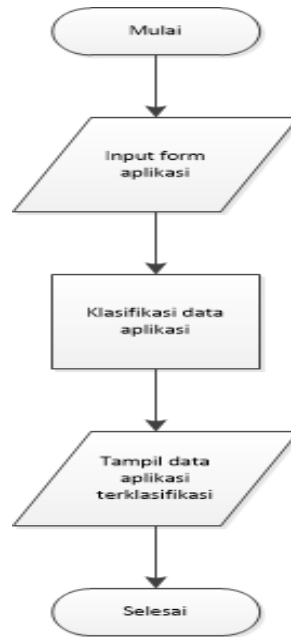 Mulai
Input form
aplikasi
Klasifikasi data
aplikasi
Tampil data
aplikasi
terklasifikasi
Selesai